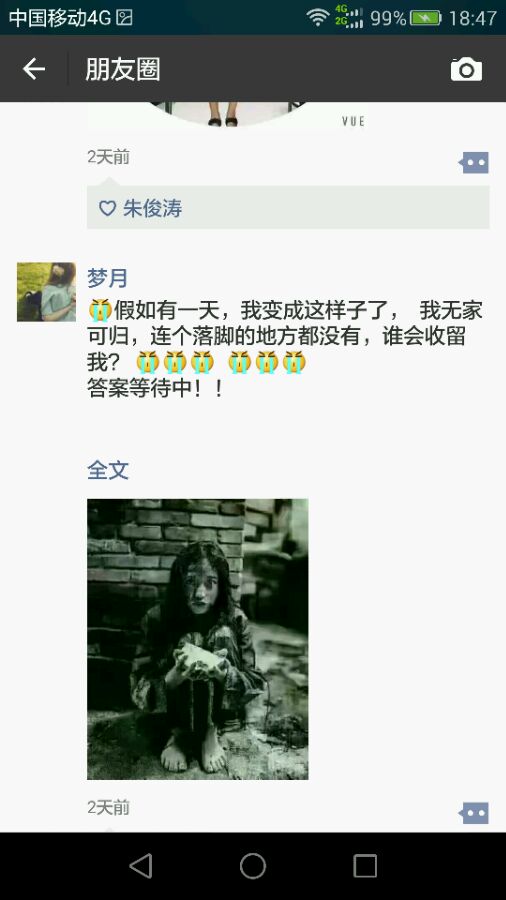 中国移动4G
4G
2G
99%
18:47
朋友圈
VUE
2天前
朱俊涛
梦月
假如有一天，我变成这样子了， 我无家
可归，连个落脚的地方都没有，谁会收留
我？
答案等待中！！
全文
2天前